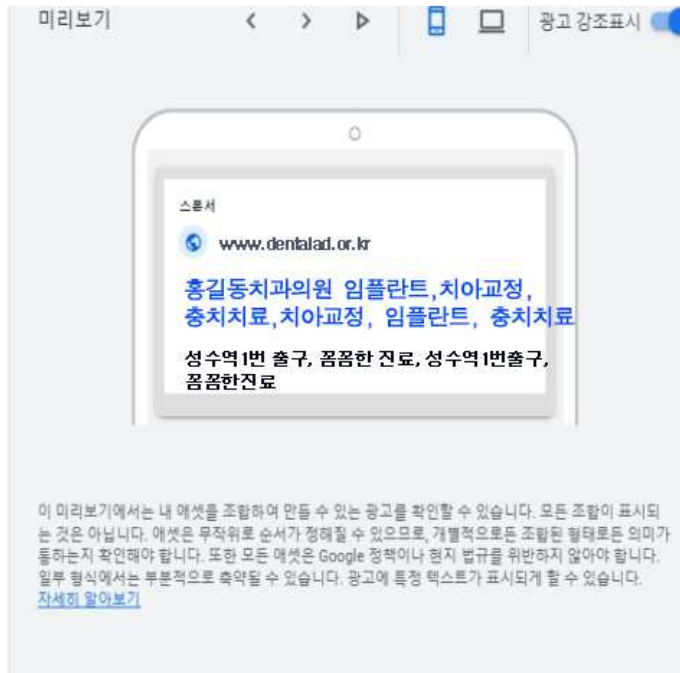 미리보기
광고 강조표시
스폰서
www.dentalad.or.kr
홍길동치과의원 임플란트,치아교정,
충치치료,치아교정, 임플란트, 충치치료
성수역1번 출구, 꼼꼼한 진료, 성수역1번출구,
꼼꼼한진료
이 미리보기에서는 내 애셋을 조합하여 만들 수 있는 광고를 확인할 수 있습니다. 모든 조합이 표시되
는 것은 아닙니다. 애셋은 무작위로 순서가 정해질 수 있으므로, 개별적으로든 조합된 형태로든 의미가
통하는지 확인해야 합니다. 또한 모든 애셋은 Google 정책이나 현지 법규를 위반하지 않아야 합니다.
일부 형식에서는 부분적으로 축약될 수 있습니다. 광고에 특정 텍스트가 표시되게 할 수 있습니다.
자세히 알아보기